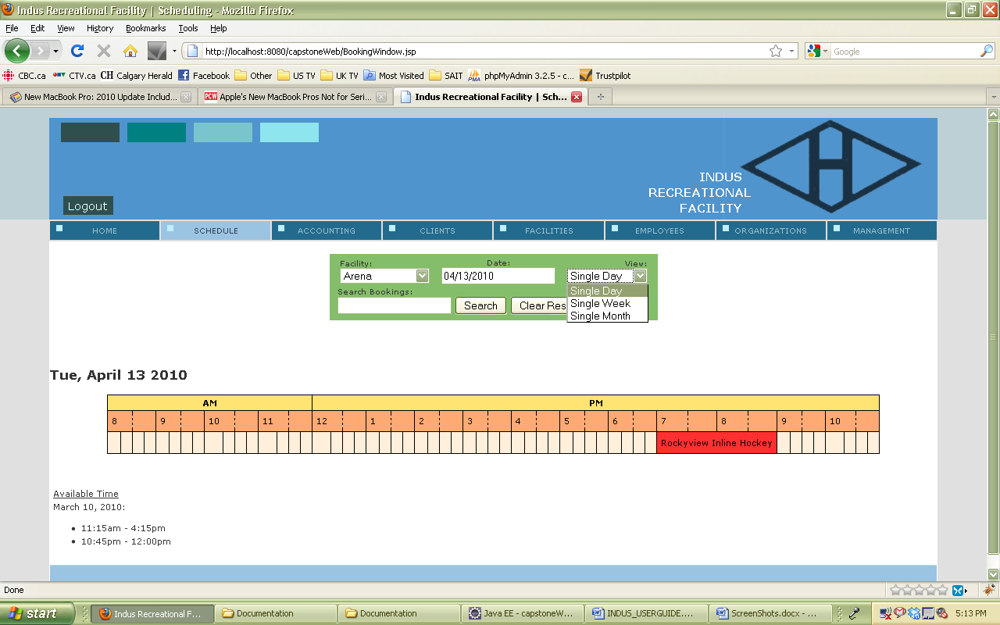 Indus Recreational Facility | Scheduling - Mozilla Firefox
File Edit View History Bookmarks Tools Help
http://localhost:8080/capstoneWeb/BookingWindow.jsp
Google
CBC.ca CTV.ca CH Calgary Herald Facebook Other US TV UK TV Most Visited SAIT PMA phpMyAdmin 3.2.5 - c... Trustpilot
New MacBook Pro: 2010 Update Includ... PCW Apple's New MacBook Pros Not for Seri... Indus Recreational Facility | Sch...
INDUS
RECREATIONAL
FACILITY
H
Logout
HOME SCHEDULE ACCOUNTING CLIENTS FACILITIES EMPLOYEES ORGANIZATIONS MANAGEMENT
Facility: Date: View:
Arena 04/13/2010 Single Day
Search Bookings:
Single Day
Single Week
Single Month
Search Clear Res
Tue, April 13 2010
AM PM
8 9 10 11 12 1 2 3 4 5 6 7 8 9 10
Rockyview Inline Hockey
Available Time
March 10, 2010:
• 11:15am - 4:15pm
• 10:45pm - 12:00pm
Done
start Indus Recreational F... Documentation Documentation Java EE - capstoneW... INDUS_USERGUIDE.... ScreenShots.docx - ... 5:13 PM